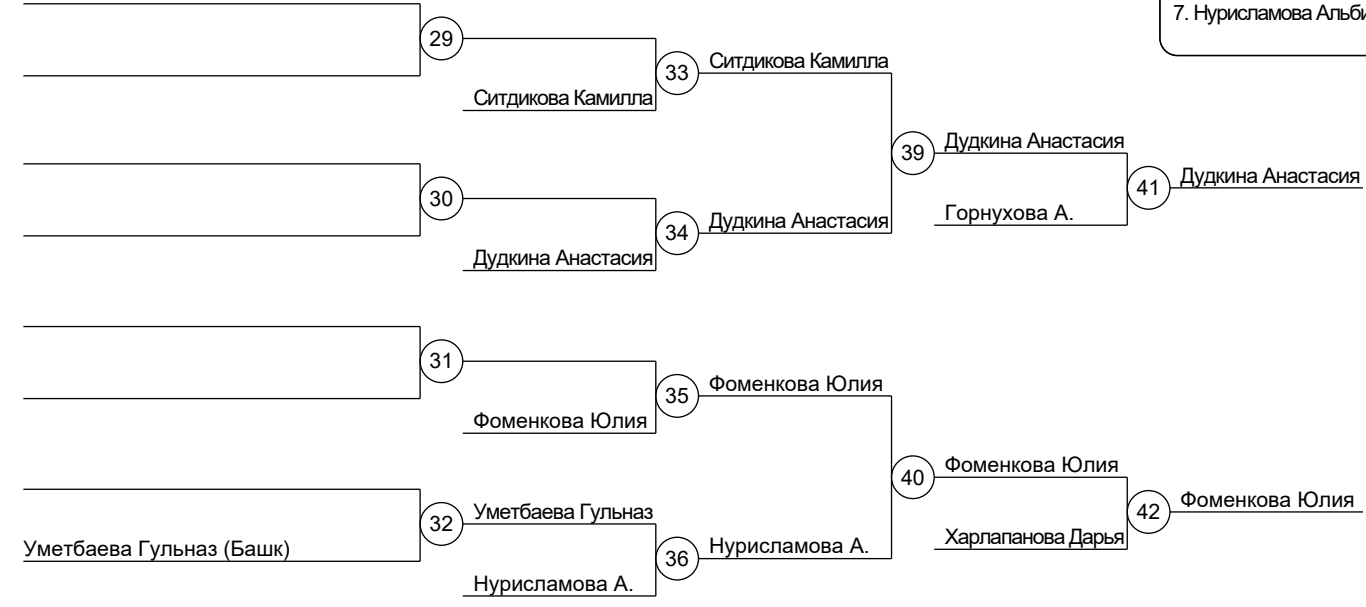 7. Нурисламова
29
Ситдикова Камилла
33
Ситдикова Камилла
39
Дудкина Анастасия
41
Дудкина Анастасия
30
Горнухова А.
34
Дудкина Анастасия
Дудкина Анастасия
31
35
Фоменкова Юлия
Фоменкова Юлия
40
Фоменкова Юлия
42
Фоменкова Юлия
32
Уметбаева Гульназ
Харлапанова Дарья
Уметбаева Гульназ (Башк)
36
Нурисламова А.
Нурисламова А.